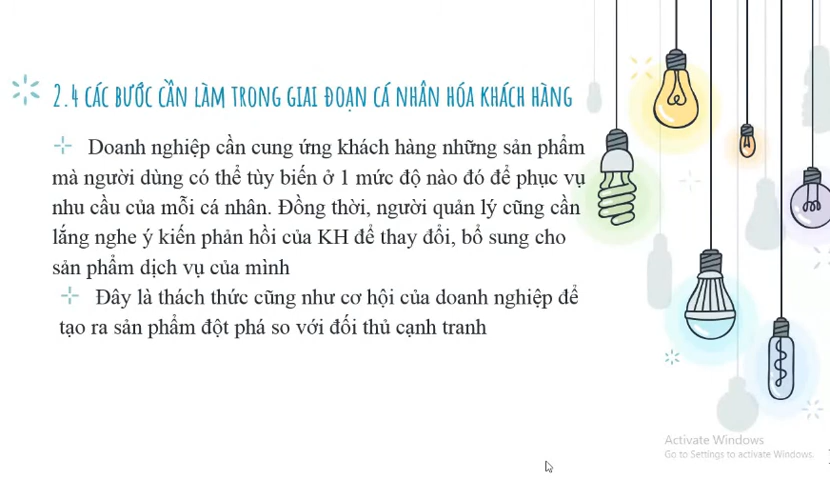 2.4 CÁC BƯỚC CẦN LÀM TRONG GIAI ĐOẠN CÁ NHÂN HÓA KHÁCH HÀNG
Doanh nghiệp cần cung ứng khách hàng những sản phẩm
mà người dùng có thể tùy biến ở 1 mức độ nào đó để phục vụ
nhu cầu của mỗi cá nhân. Đồng thời, người quản lý cũng cần
lắng nghe ý kiến phản hồi của KH để thay đổi, bổ sung cho
sản phẩm dịch vụ của mình
Đây là thách thức cũng như cơ hội của doanh nghiệp để
tạo ra sản phẩm đột phá so với đối thủ cạnh tranh
Activate Windows
Go to Settings to activate Windows.